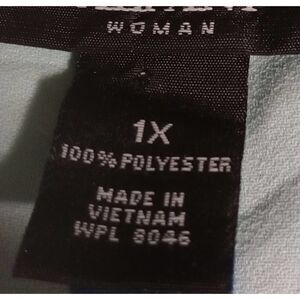 WOMAN
1X
100% POLYESTER
MADE IN
VIETNAM
WPL 8046